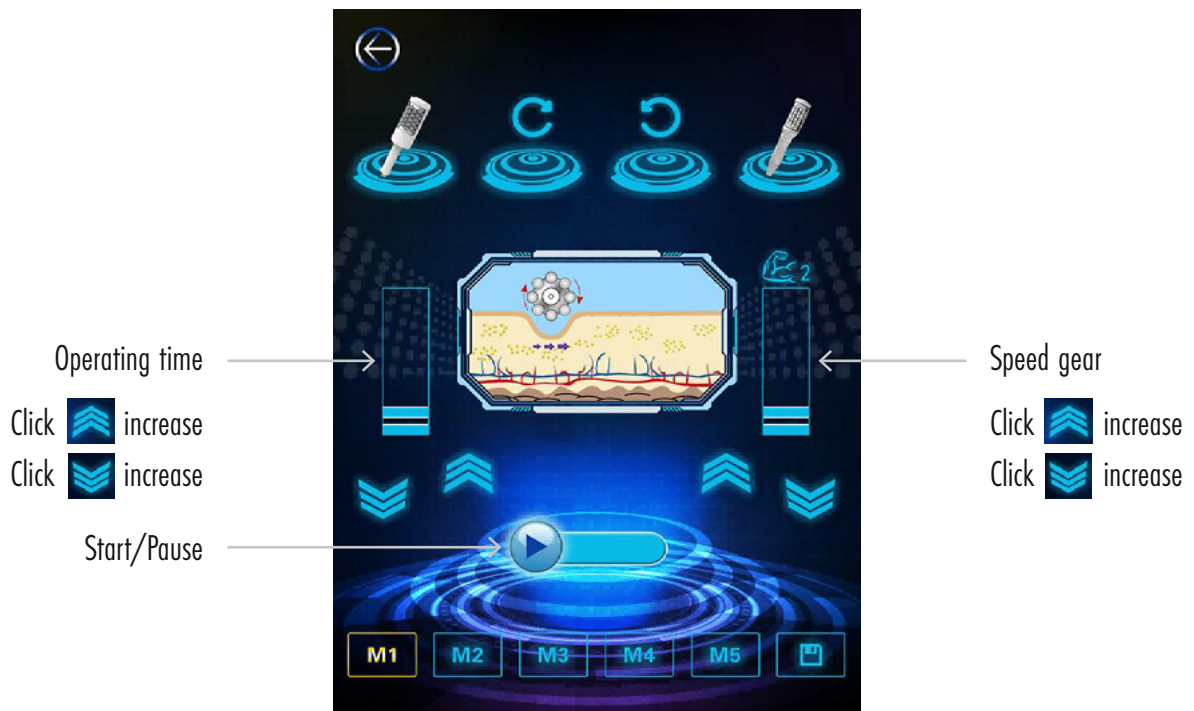 2
Operating time
Click increase
Click increase
Speed gear
Click increase
Click increase
Start/Pause
M1 M2 M3 M4 M5